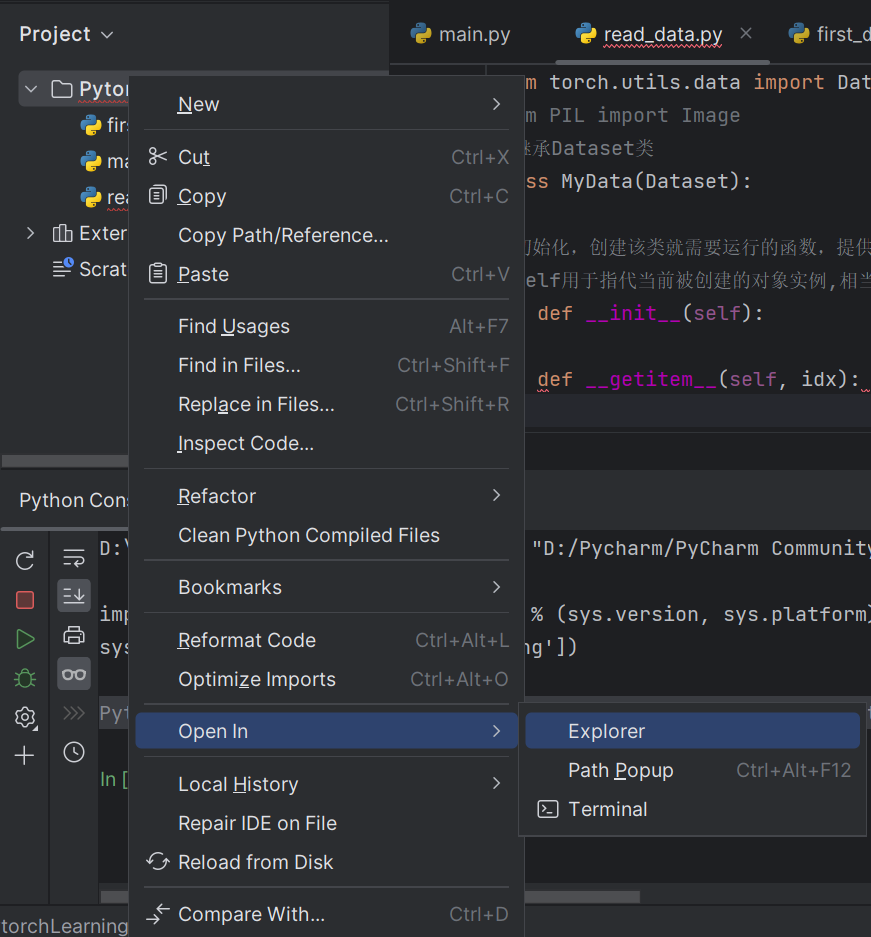 Project
main.py
read_data.py
first_d
Pytor
m torch.utils.data import Dat
m PIL import Image
继承Dataset类
ss MyData(Dataset):
初始化，创建该类就需要运行的函数，提供
elf用于指代当前被创建的对象实例,相当
def __init__(self):
def __getitem__(self, idx):
firs
ma
rea
Exter
Scrat
New
Cut Ctrl+X
Copy Ctrl+C
Copy Path/Reference...
Paste Ctrl+V
Find Usages Alt+F7
Find in Files... Ctrl+Shift+F
Replace in Files... Ctrl+Shift+R
Inspect Code...
Refactor
Clean Python Compiled Files
Bookmarks
Reformat Code Ctrl+Alt+L
Optimize Imports Ctrl+Alt+O
Open In
Local History
Repair IDE on File
Reload from Disk
Compare With... Ctrl+D
Explorer
Path Popup Ctrl+Alt+F12
Terminal
Python Con
D:\ "D:/Pycharm/PyCharm Community
imp % (sys.version, sys.platform)
sys ng'])
Pyt
In [
torchLearning